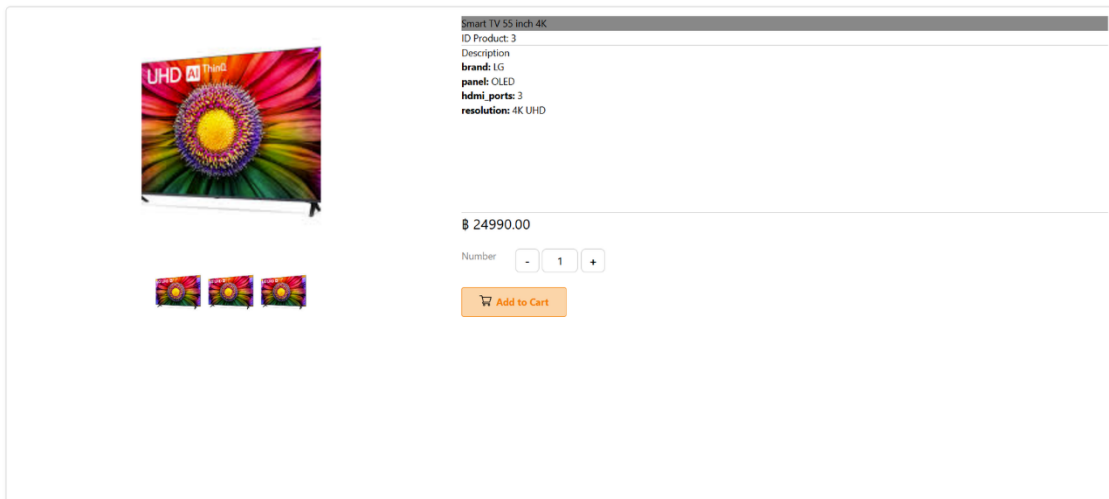 UHD AI ThinQ
Smart TV 55 inch 4K
ID Product: 3
Description
brand: LG
panel: OLED
hdmi_ports: 3
resolution: 4K UHD
฿ 24990.00
Number - 1 +
Add to Cart